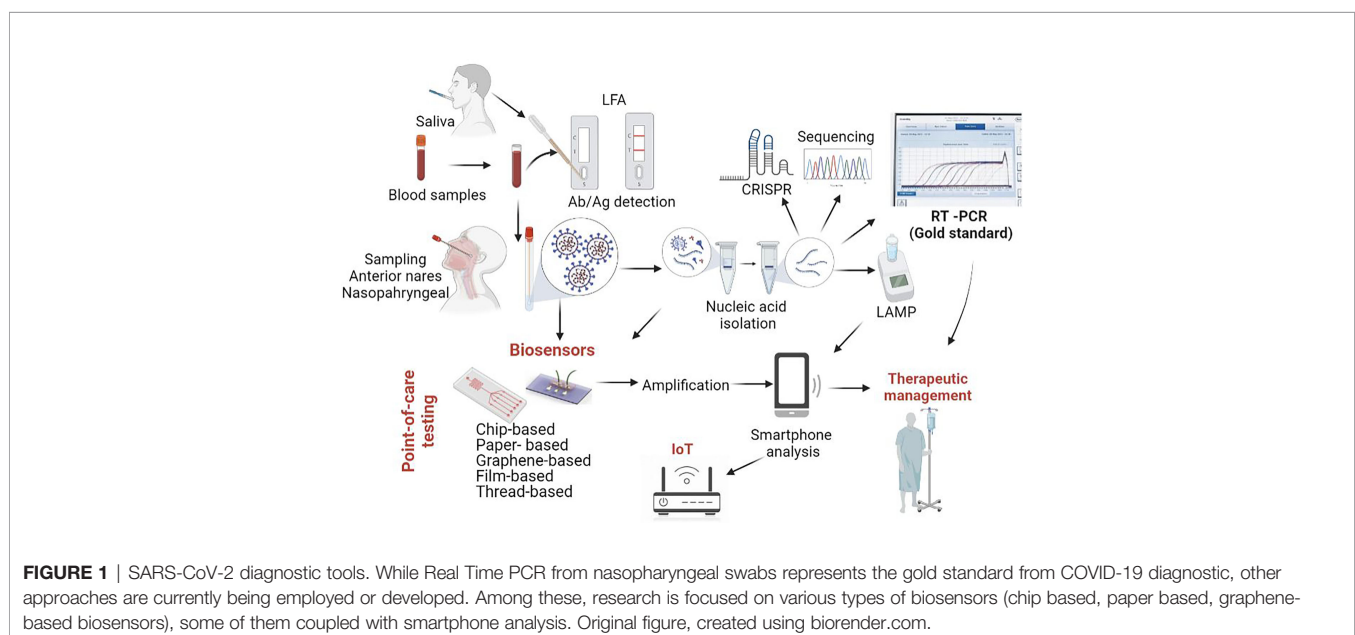 Saliva
LFA
Blood samples
C
T
S
C
T
S
Ab/Ag detection
CRISPR
Sequencing
RT -PCR
(Gold standard)
Sampling
Anterior nares
Nasopahryngeal
Nucleic acid
isolation
LAMP
Biosensors
Point-of-care
testing
Chip-based
Paper- based
Graphene-based
Film-based
Thread-based
Amplification
Smartphone
analysis
IoT
Therapeutic
management
FIGURE 1 | SARS-CoV-2 diagnostic tools. While Real Time PCR from nasopharyngeal swabs represents the gold standard from COVID-19 diagnostic, other
approaches are currently being employed or developed. Among these, research is focused on various types of biosensors (chip based, paper based, graphene-
based biosensors), some of them coupled with smartphone analysis. Original figure, created using biorender.com.